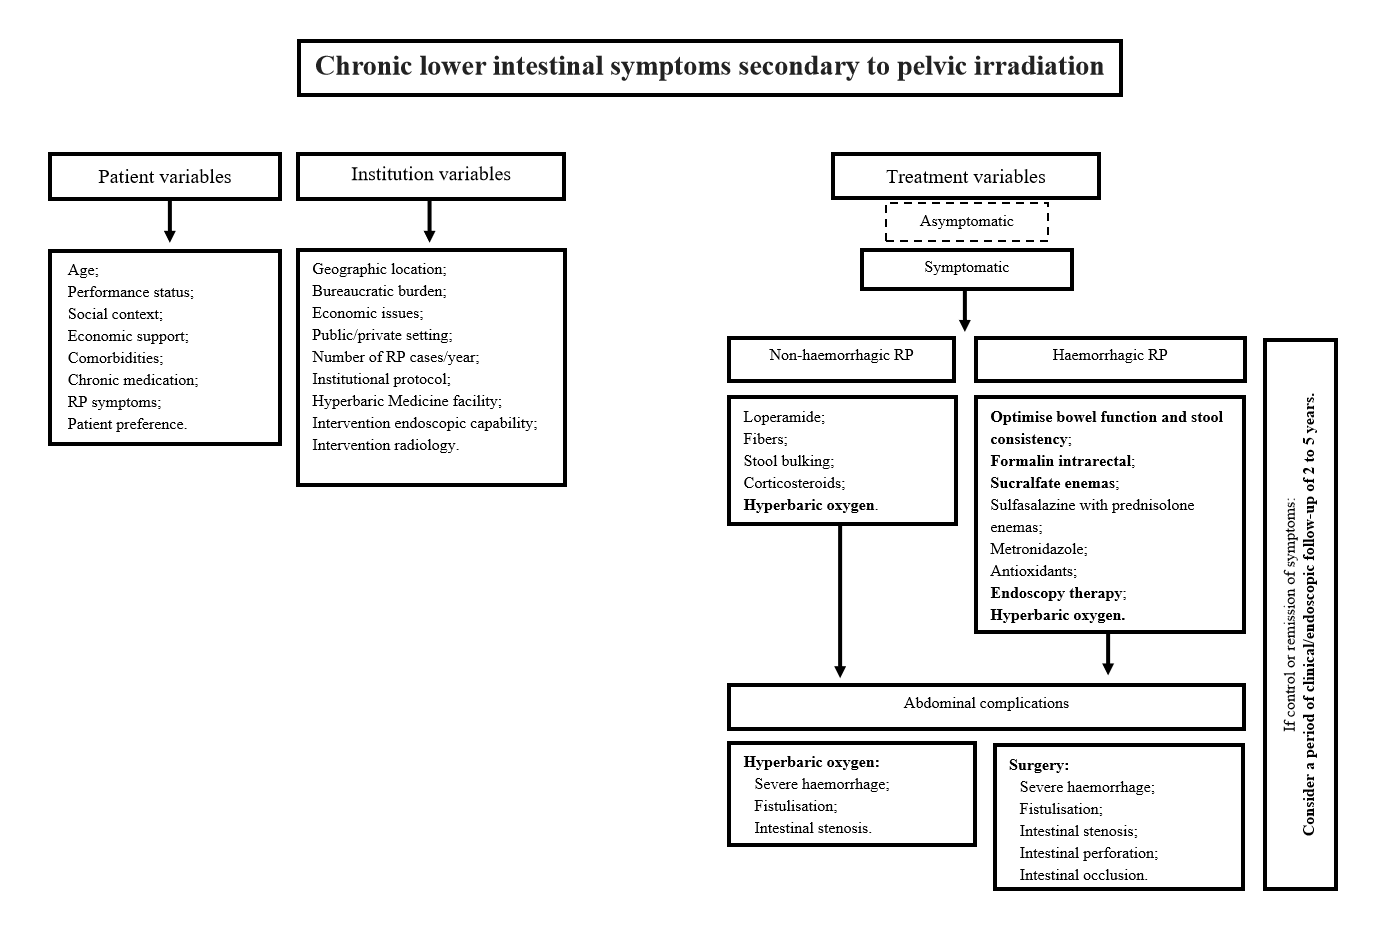 Chronic lower intestinal symptoms secondary to pelvic irradiation
Patient variables
Age;
Performance status;
Social context;
Economic support;
Comorbidities;
Chronic medication;
RP symptoms;
Patient preference.
Institution variables
Geographic location;
Bureaucratic burden;
Economic issues;
Public/private setting;
Number of RP cases/year;
Institutional protocol;
Hyperbaric Medicine facility;
Intervention endoscopic capability;
Intervention radiology.
Treatment variables
Asymptomatic
Symptomatic
Non-haemorrhagic RP
Loperamide;
Fibers;
Stool bulking;
Corticosteroids;
Hyperbaric oxygen.
Haemorrhagic RP
Optimise bowel function and stool
consistency;
Formalin intrarectal;
Sucralfate enemas;
Sulfasalazine with prednisolone
enemas;
Metronidazole;
Antioxidants;
Endoscopy therapy;
Hyperbaric oxygen.
Abdominal complications
Hyperbaric oxygen:
Severe haemorrhage;
Fistulisation;
Intestinal stenosis.
Surgery:
Severe haemorrhage;
Fistulisation;
Intestinal stenosis;
Intestinal perforation;
Intestinal occlusion.
If control or remission of symptoms:
Consider a period of clinical/endoscopic follow-up of 2 to 5 years.